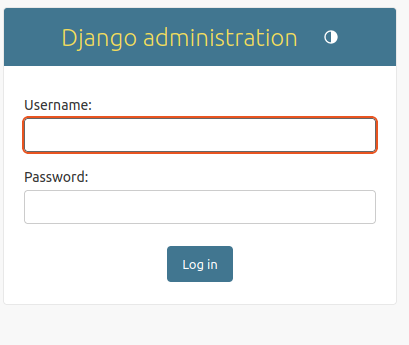 Django administration
Username:
Password:
Log in